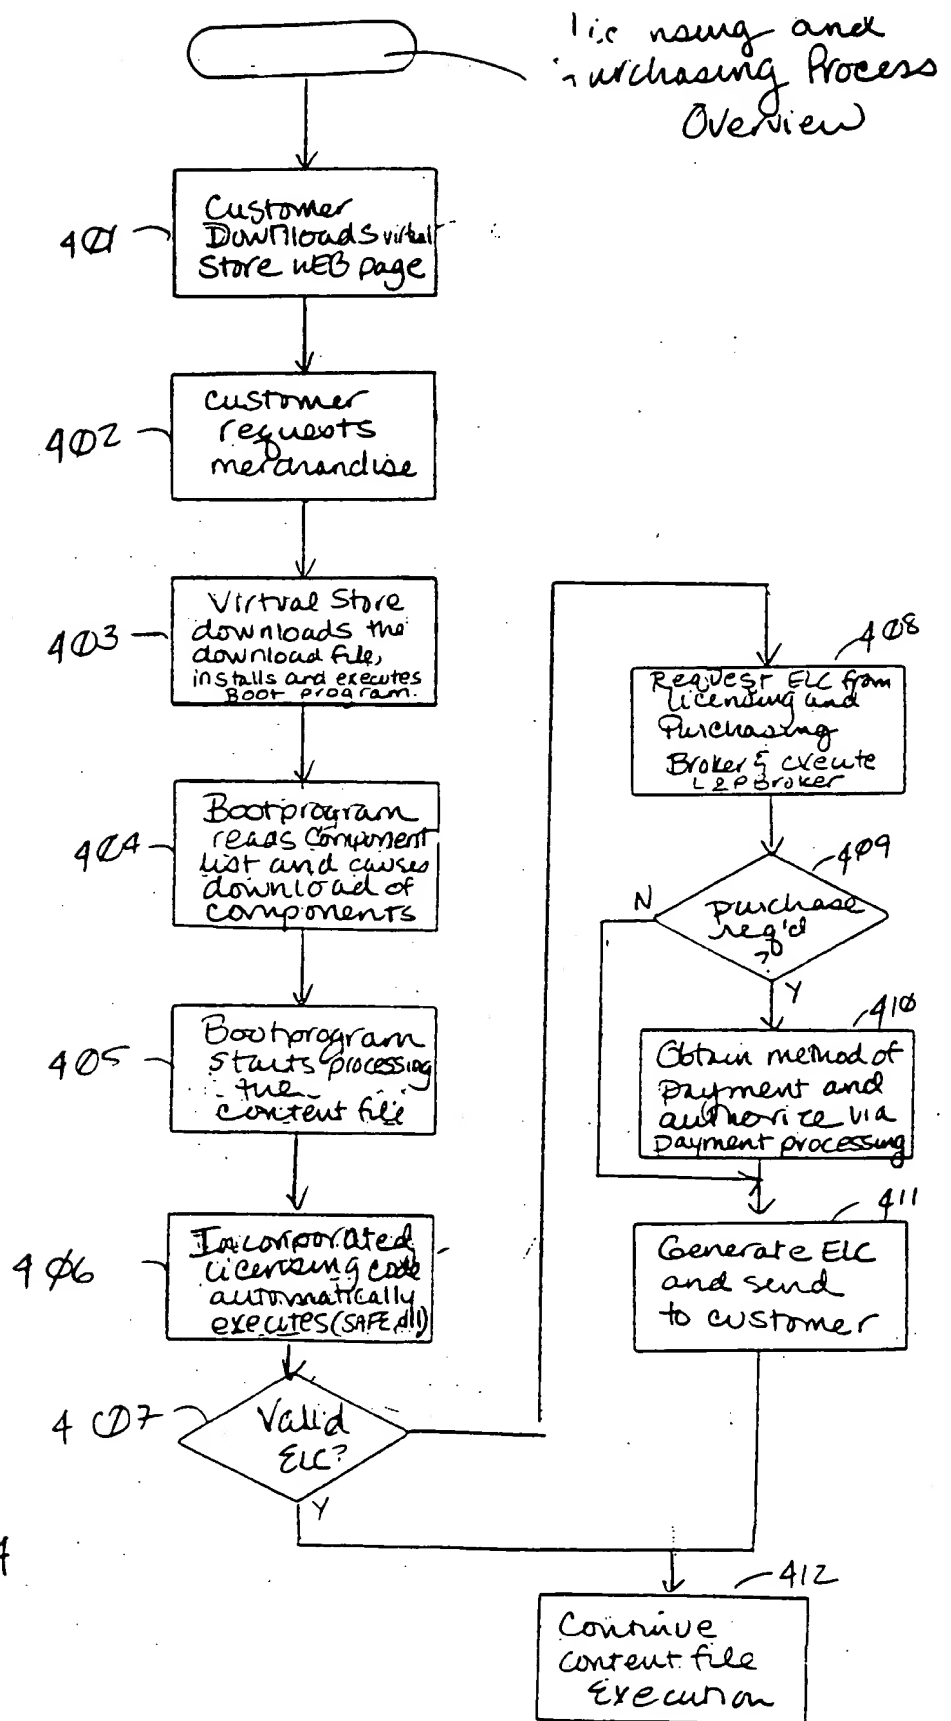 nsing and
Purchasing Process
Overview
401
Customer
Downloads virtual
Store WEB page
402
Customer
requests
merchandise
403
Virtual Store
downloads the
download file,
installs and executes
Boot program.
404
Bootprogram
reads Component
List and causes
download of
components
405
Bootprogram
starts processing
the
content file
406
Incorporated
licensing code
automatically
executes (SAFE.dll)
407
Valid
ELC?
Y
408
Request ELC from
Licensing and
Purchasing
Broker & execute
L&P Broker
409
N
purchase
req'd
?
Y
410
Obtain method of
payment and
authorize via
payment processing
411
Generate ELC
and send
to customer
412
Continue
content file
Execution